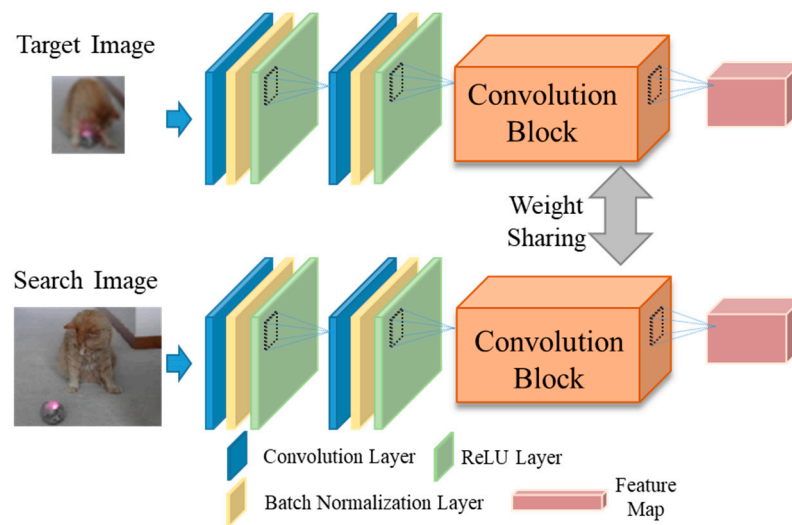 Target Image
Convolution
Block
Weight
Sharing
Search Image
Convolution
Block
Convolution Layer
ReLU Layer
Batch Normalization Layer
Feature
Map